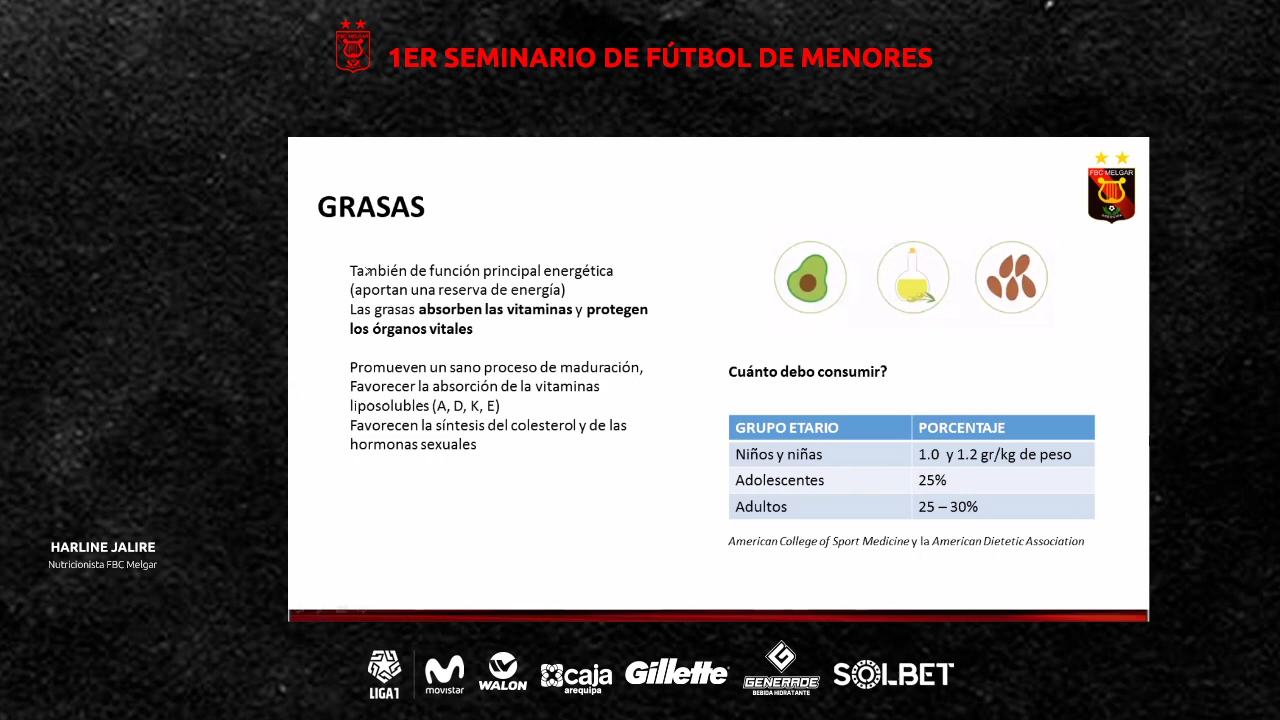 FBC MELGAR
1ER SEMINARIO DE FÚTBOL DE MENORES
FBC MELGAR
GRASAS
También de función principal energética
(aportan una reserva de energía)
Las grasas absorben las vitaminas y protegen
los órganos vitales
Promueven un sano proceso de maduración,
Favorecer la absorción de la vitaminas
liposolubles (A, D, K, E)
Favorecen la síntesis del colesterol y de las
hormonas sexuales
Cuánto debo consumir?
GRUPO ETARIO PORCENTAJE
Niños y niñas 1.0 y 1.2 gr/kg de peso
Adolescentes 25%
Adultos 25 – 30%
American College of Sport Medicine y la American Dietetic Association
HARLINE JALIRE
Nutricionista FBC Melgar
LIGA1
movistar
WALON
caja
arequipa
Gillette
GENERADE
BEBIDA HIDRATANTE
SOLBET